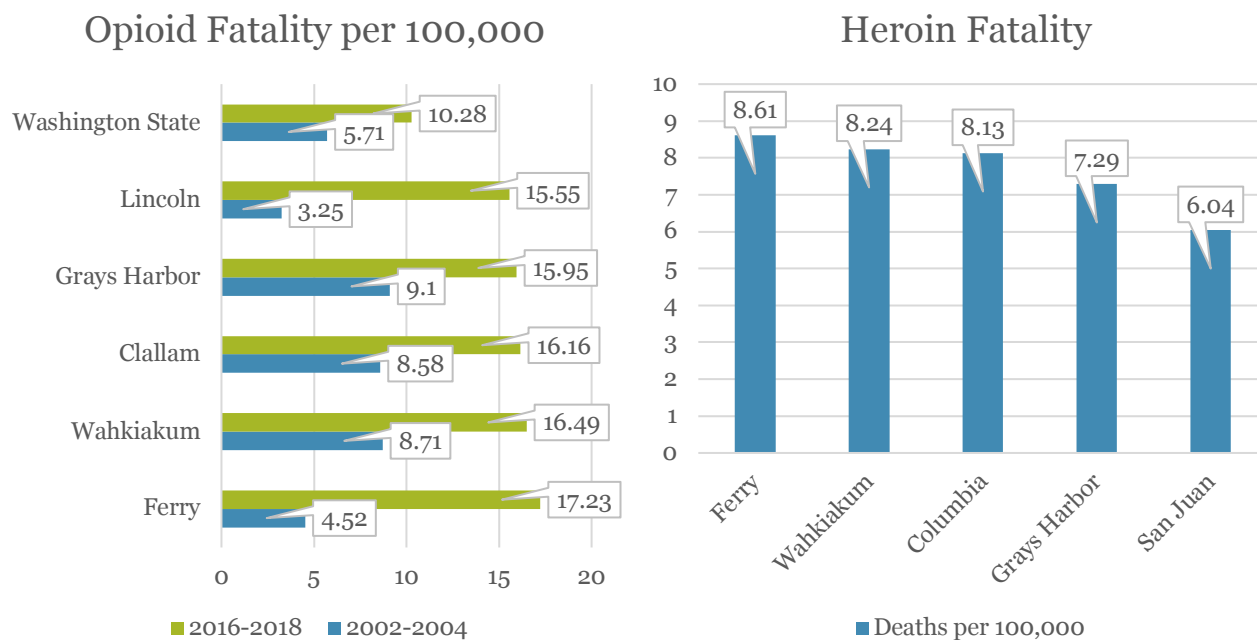 Opioid Fatality per 100,000
Washington State
10.28
5.71
Lincoln
15.55
3.25
Grays Harbor
15.95
9.1
Clallam
16.16
8.58
Wahkiakum
16.49
8.71
Ferry
17.23
4.52
0 5 10 15 20
2016-2018 2002-2004
Heroin Fatality
10
9
8
7
6
5
4
3
2
1
0
8.61
8.24
8.13
7.29
6.04
Ferry
Wahkiakum
Columbia
Grays Harbor
San Juan
Deaths per 100,000